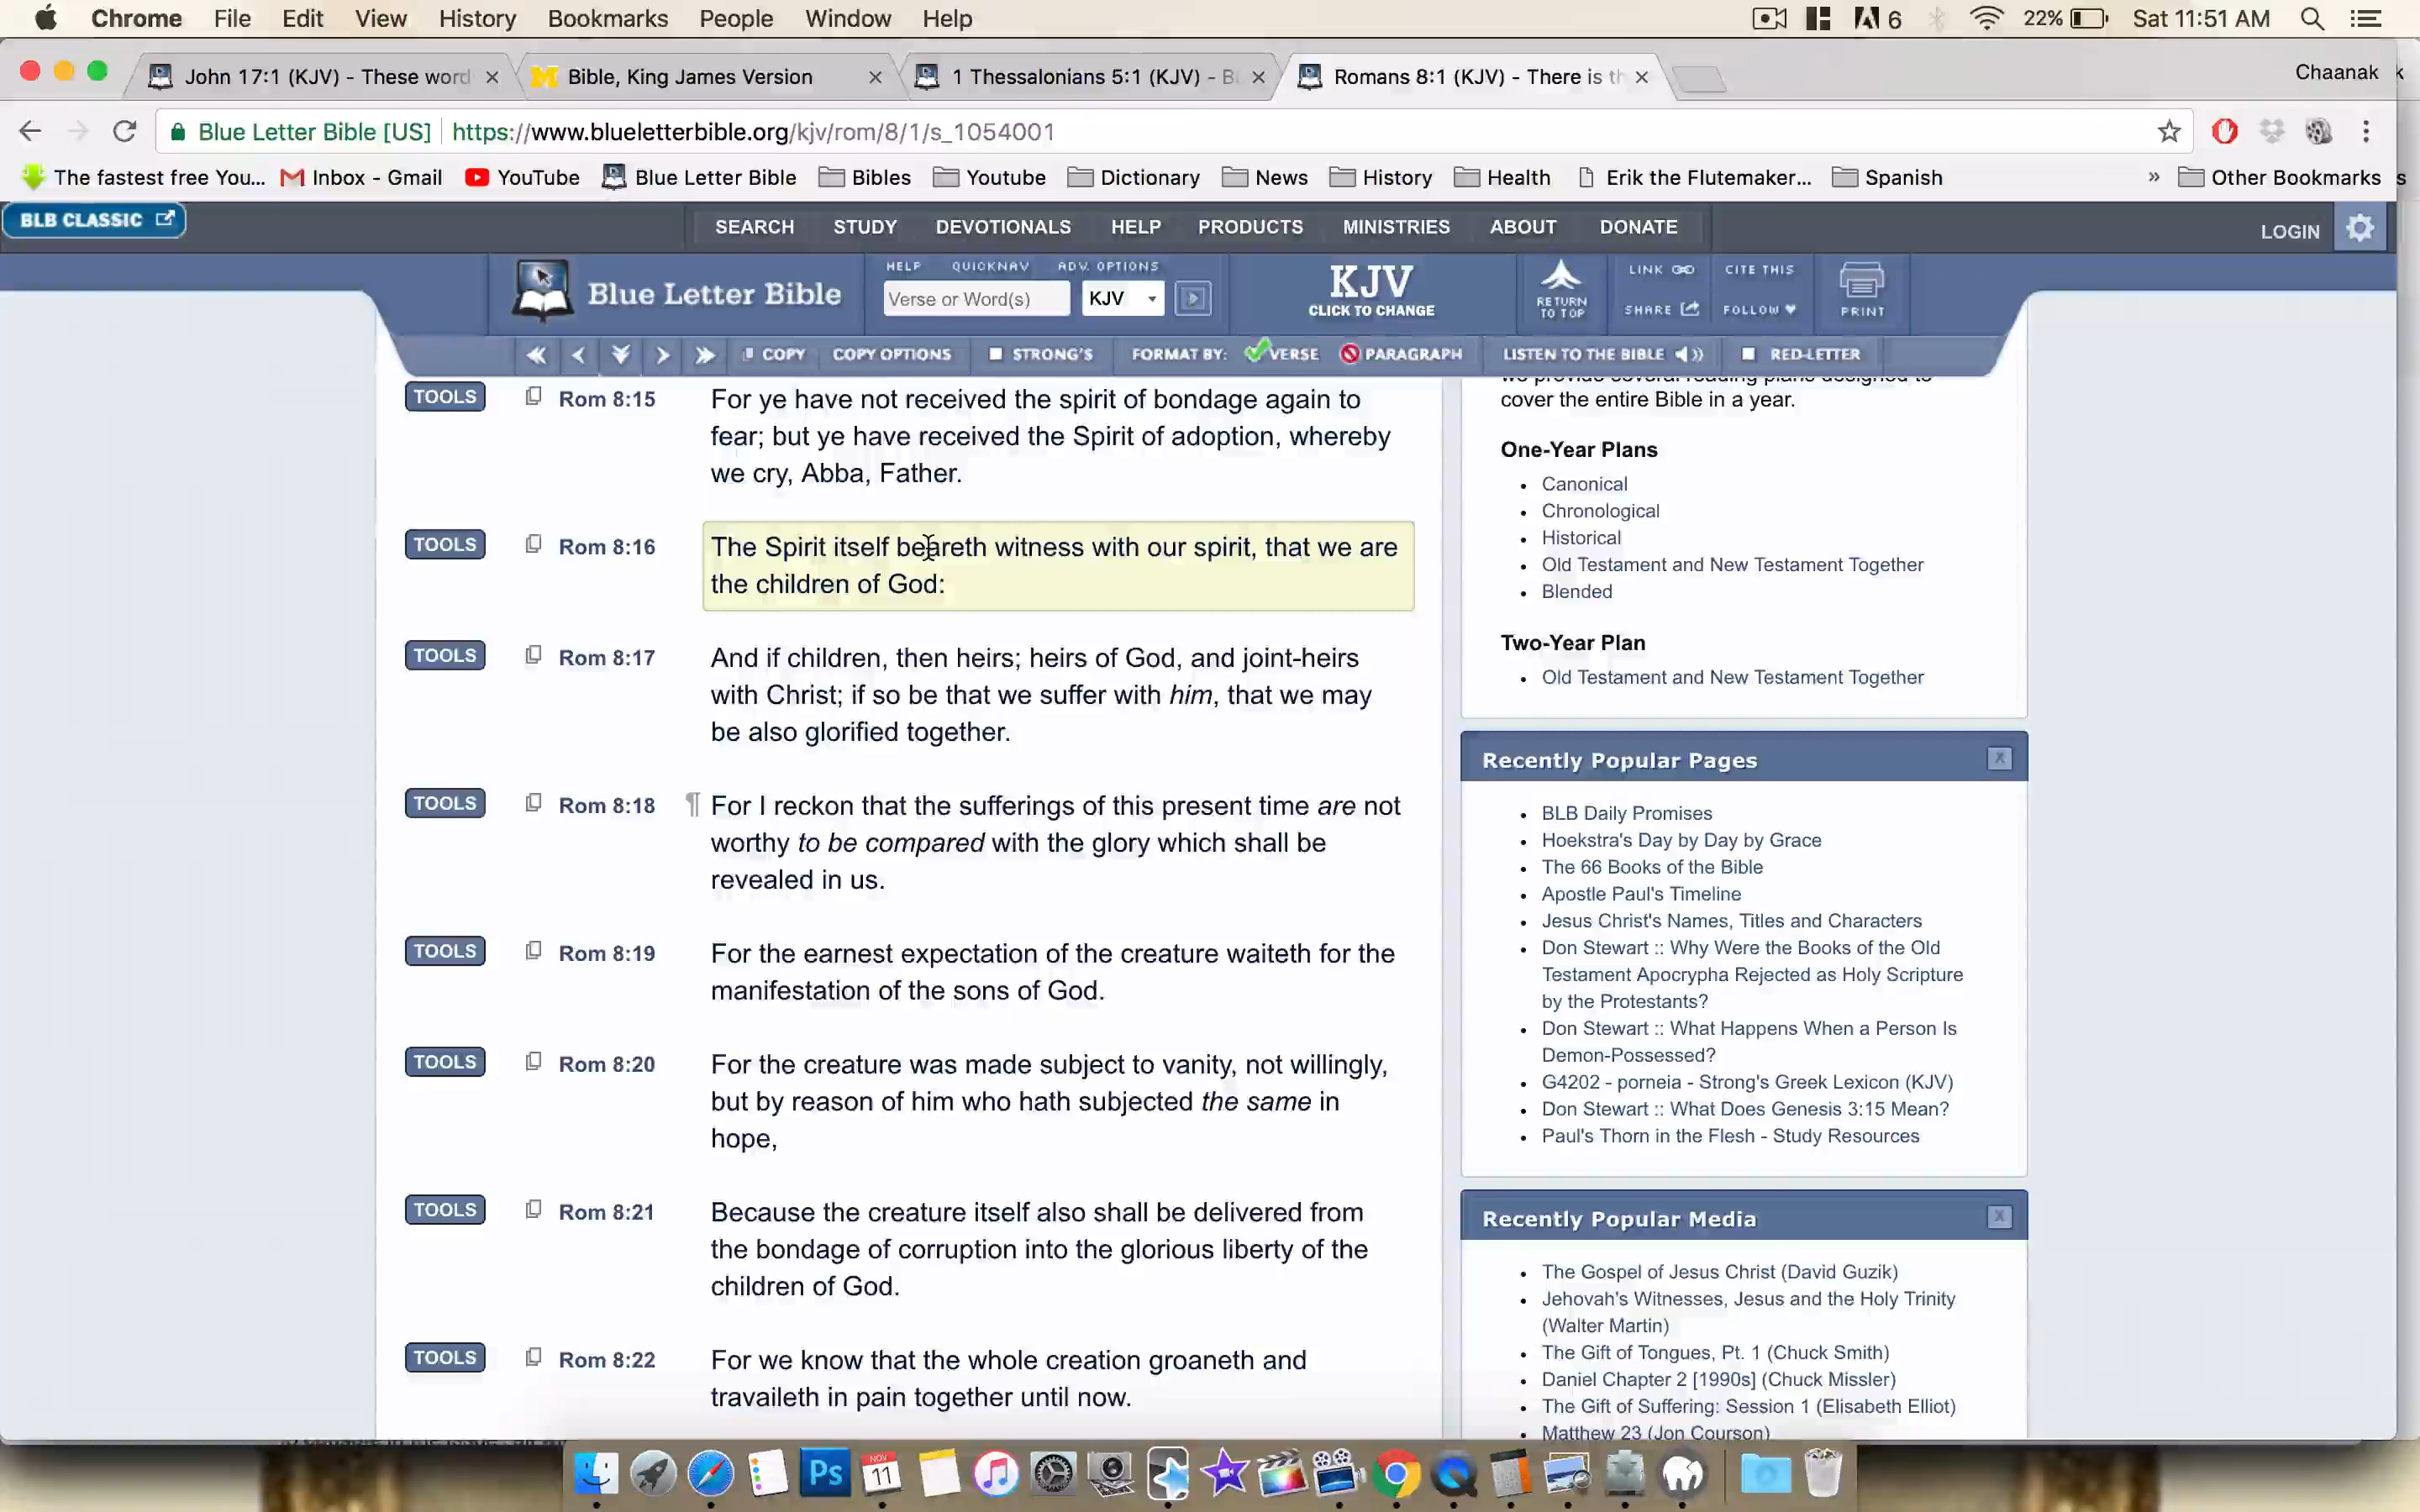 Chrome File Edit View History Bookmarks People Window Help 6 22% Sat 11:51 AM
John 17:1 (KJV) - These word Bible, King James Version 1 Thessalonians 5:1 (KJV) - Romans 8:1 (KJV) - There is Chaanak
Blue Letter Bible [US] https://www.blueletterbible.org/kjv/rom/8/1/s_1054001
The fastest free You... Inbox - Gmail YouTube Blue Letter Bible Bibles Youtube Dictionary News History Health Erik the Flutemaker... Spanish » Other Bookmarks
BLB CLASSIC SEARCH STUDY DEVOTIONALS HELP PRODUCTS MINISTRIES ABOUT DONATE LOGIN
HELP QUICKNAV ADV. OPTIONS
Blue Letter Bible Verse or Word(s) KJV
KJV
CLICK TO CHANGE
RETURN
TO TOP
LINK CITE THIS
SHARE FOLLOW
PRINT
COPY COPY OPTIONS STRONG'S FORMAT BY: VERSE PARAGRAPH LISTEN TO THE BIBLE RED-LETTER
TOOLS Rom 8:15 For ye have not received the spirit of bondage again to
fear; but ye have received the Spirit of adoption, whereby
we cry, Abba, Father.
TOOLS Rom 8:16 The Spirit itself beareth witness with our spirit, that we are
the children of God:
TOOLS Rom 8:17 And if children, then heirs; heirs of God, and joint-heirs
with Christ; if so be that we suffer with him, that we may
be also glorified together.
TOOLS Rom 8:18 ¶ For I reckon that the sufferings of this present time are not
worthy to be compared with the glory which shall be
revealed in us.
TOOLS Rom 8:19 For the earnest expectation of the creature waiteth for the
manifestation of the sons of God.
TOOLS Rom 8:20 For the creature was made subject to vanity, not willingly,
but by reason of him who hath subjected the same in
hope,
TOOLS Rom 8:21 Because the creature itself also shall be delivered from
the bondage of corruption into the glorious liberty of the
children of God.
TOOLS Rom 8:22 For we know that the whole creation groaneth and
travaileth in pain together until now.
we provide several reading plans designed to
cover the entire Bible in a year.
One-Year Plans
Canonical
Chronological
Historical
Old Testament and New Testament Together
Blended
Two-Year Plan
Old Testament and New Testament Together
Recently Popular Pages
BLB Daily Promises
Hoekstra's Day by Day by Grace
The 66 Books of the Bible
Apostle Paul's Timeline
Jesus Christ's Names, Titles and Characters
Don Stewart :: Why Were the Books of the Old
Testament Apocrypha Rejected as Holy Scripture
by the Protestants?
Don Stewart :: What Happens When a Person Is
Demon-Possessed?
G4202 - porneia - Strong's Greek Lexicon (KJV)
Don Stewart :: What Does Genesis 3:15 Mean?
Paul's Thorn in the Flesh - Study Resources
Recently Popular Media
The Gospel of Jesus Christ (David Guzik)
Jehovah's Witnesses, Jesus and the Holy Trinity
(Walter Martin)
The Gift of Tongues, Pt. 1 (Chuck Smith)
Daniel Chapter 2 [1990s] (Chuck Missler)
The Gift of Suffering: Session 1 (Elisabeth Elliot)
Matthew 23 (Jon Courson)
Ps NOV 11